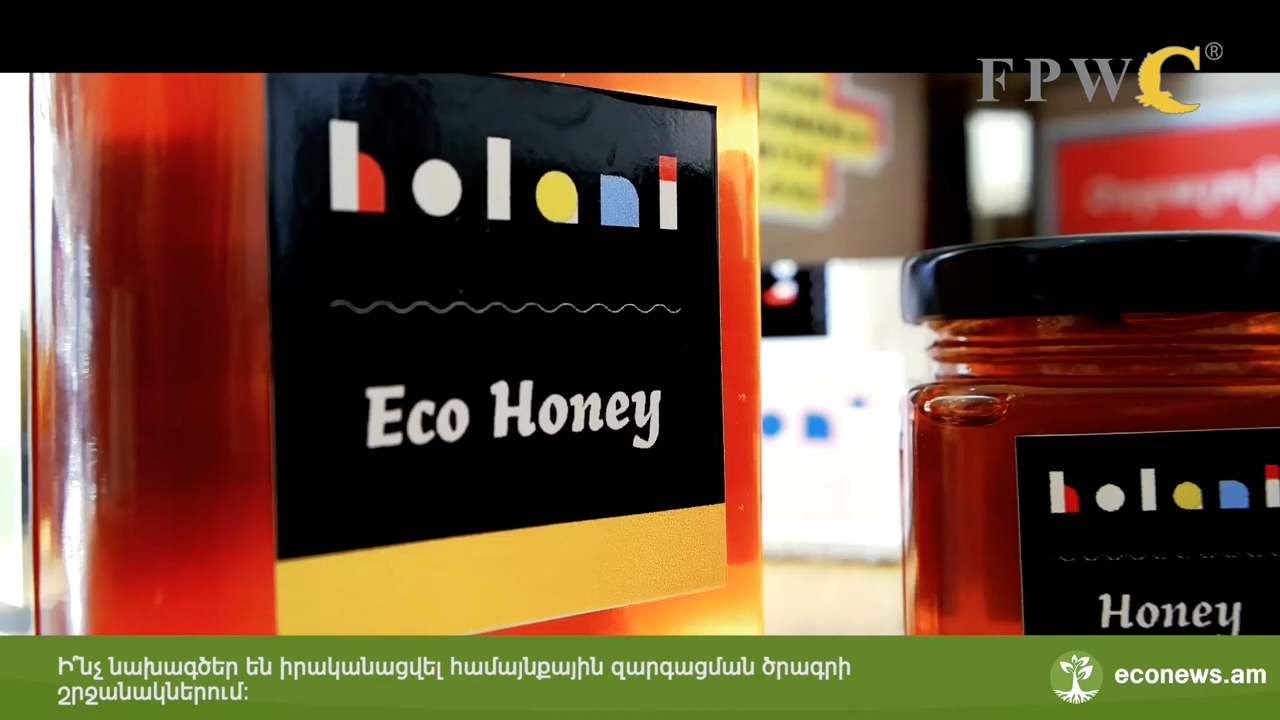 FPWC®
holani
Eco Honey
holani
Honey
Ի՞նչ նախագծեր են իրականացվել համայնքային զարգացման ծրագրի
շրջանակներում:
econews.am